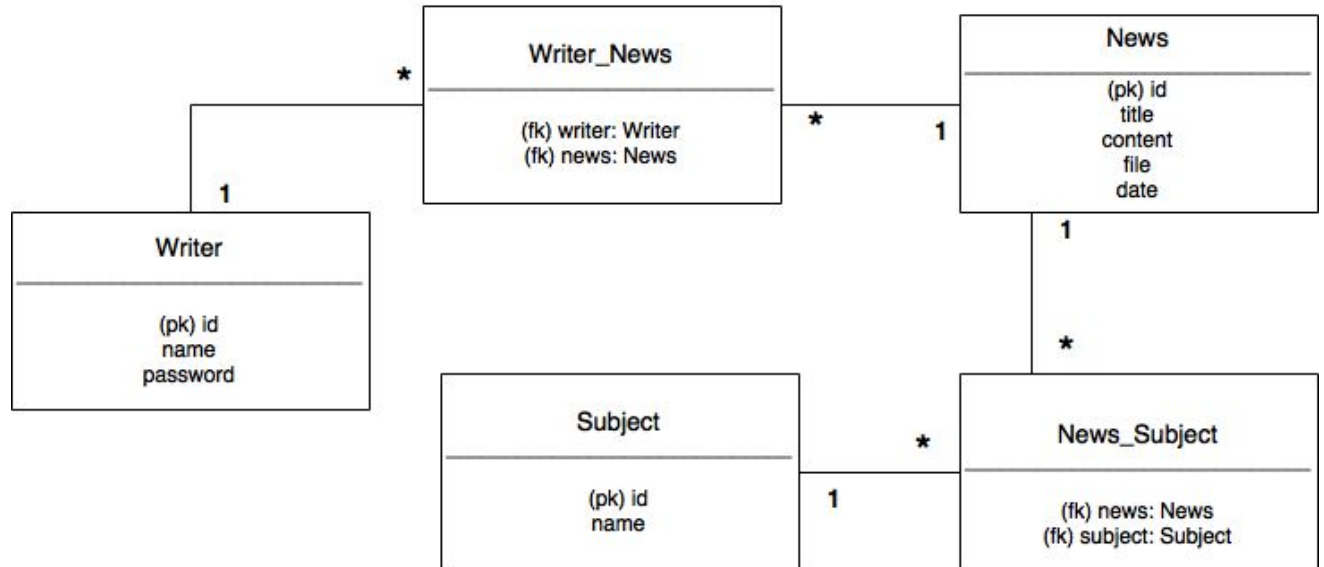 Writer_News
(fk) writer: Writer
(fk) news: News
*
*
1
News
(pk) id
title
content
file
date
1
Writer
(pk) id
name
password
1
*
Subject
(pk) id
name
1
*
News_Subject
(fk) news: News
(fk) subject: Subject